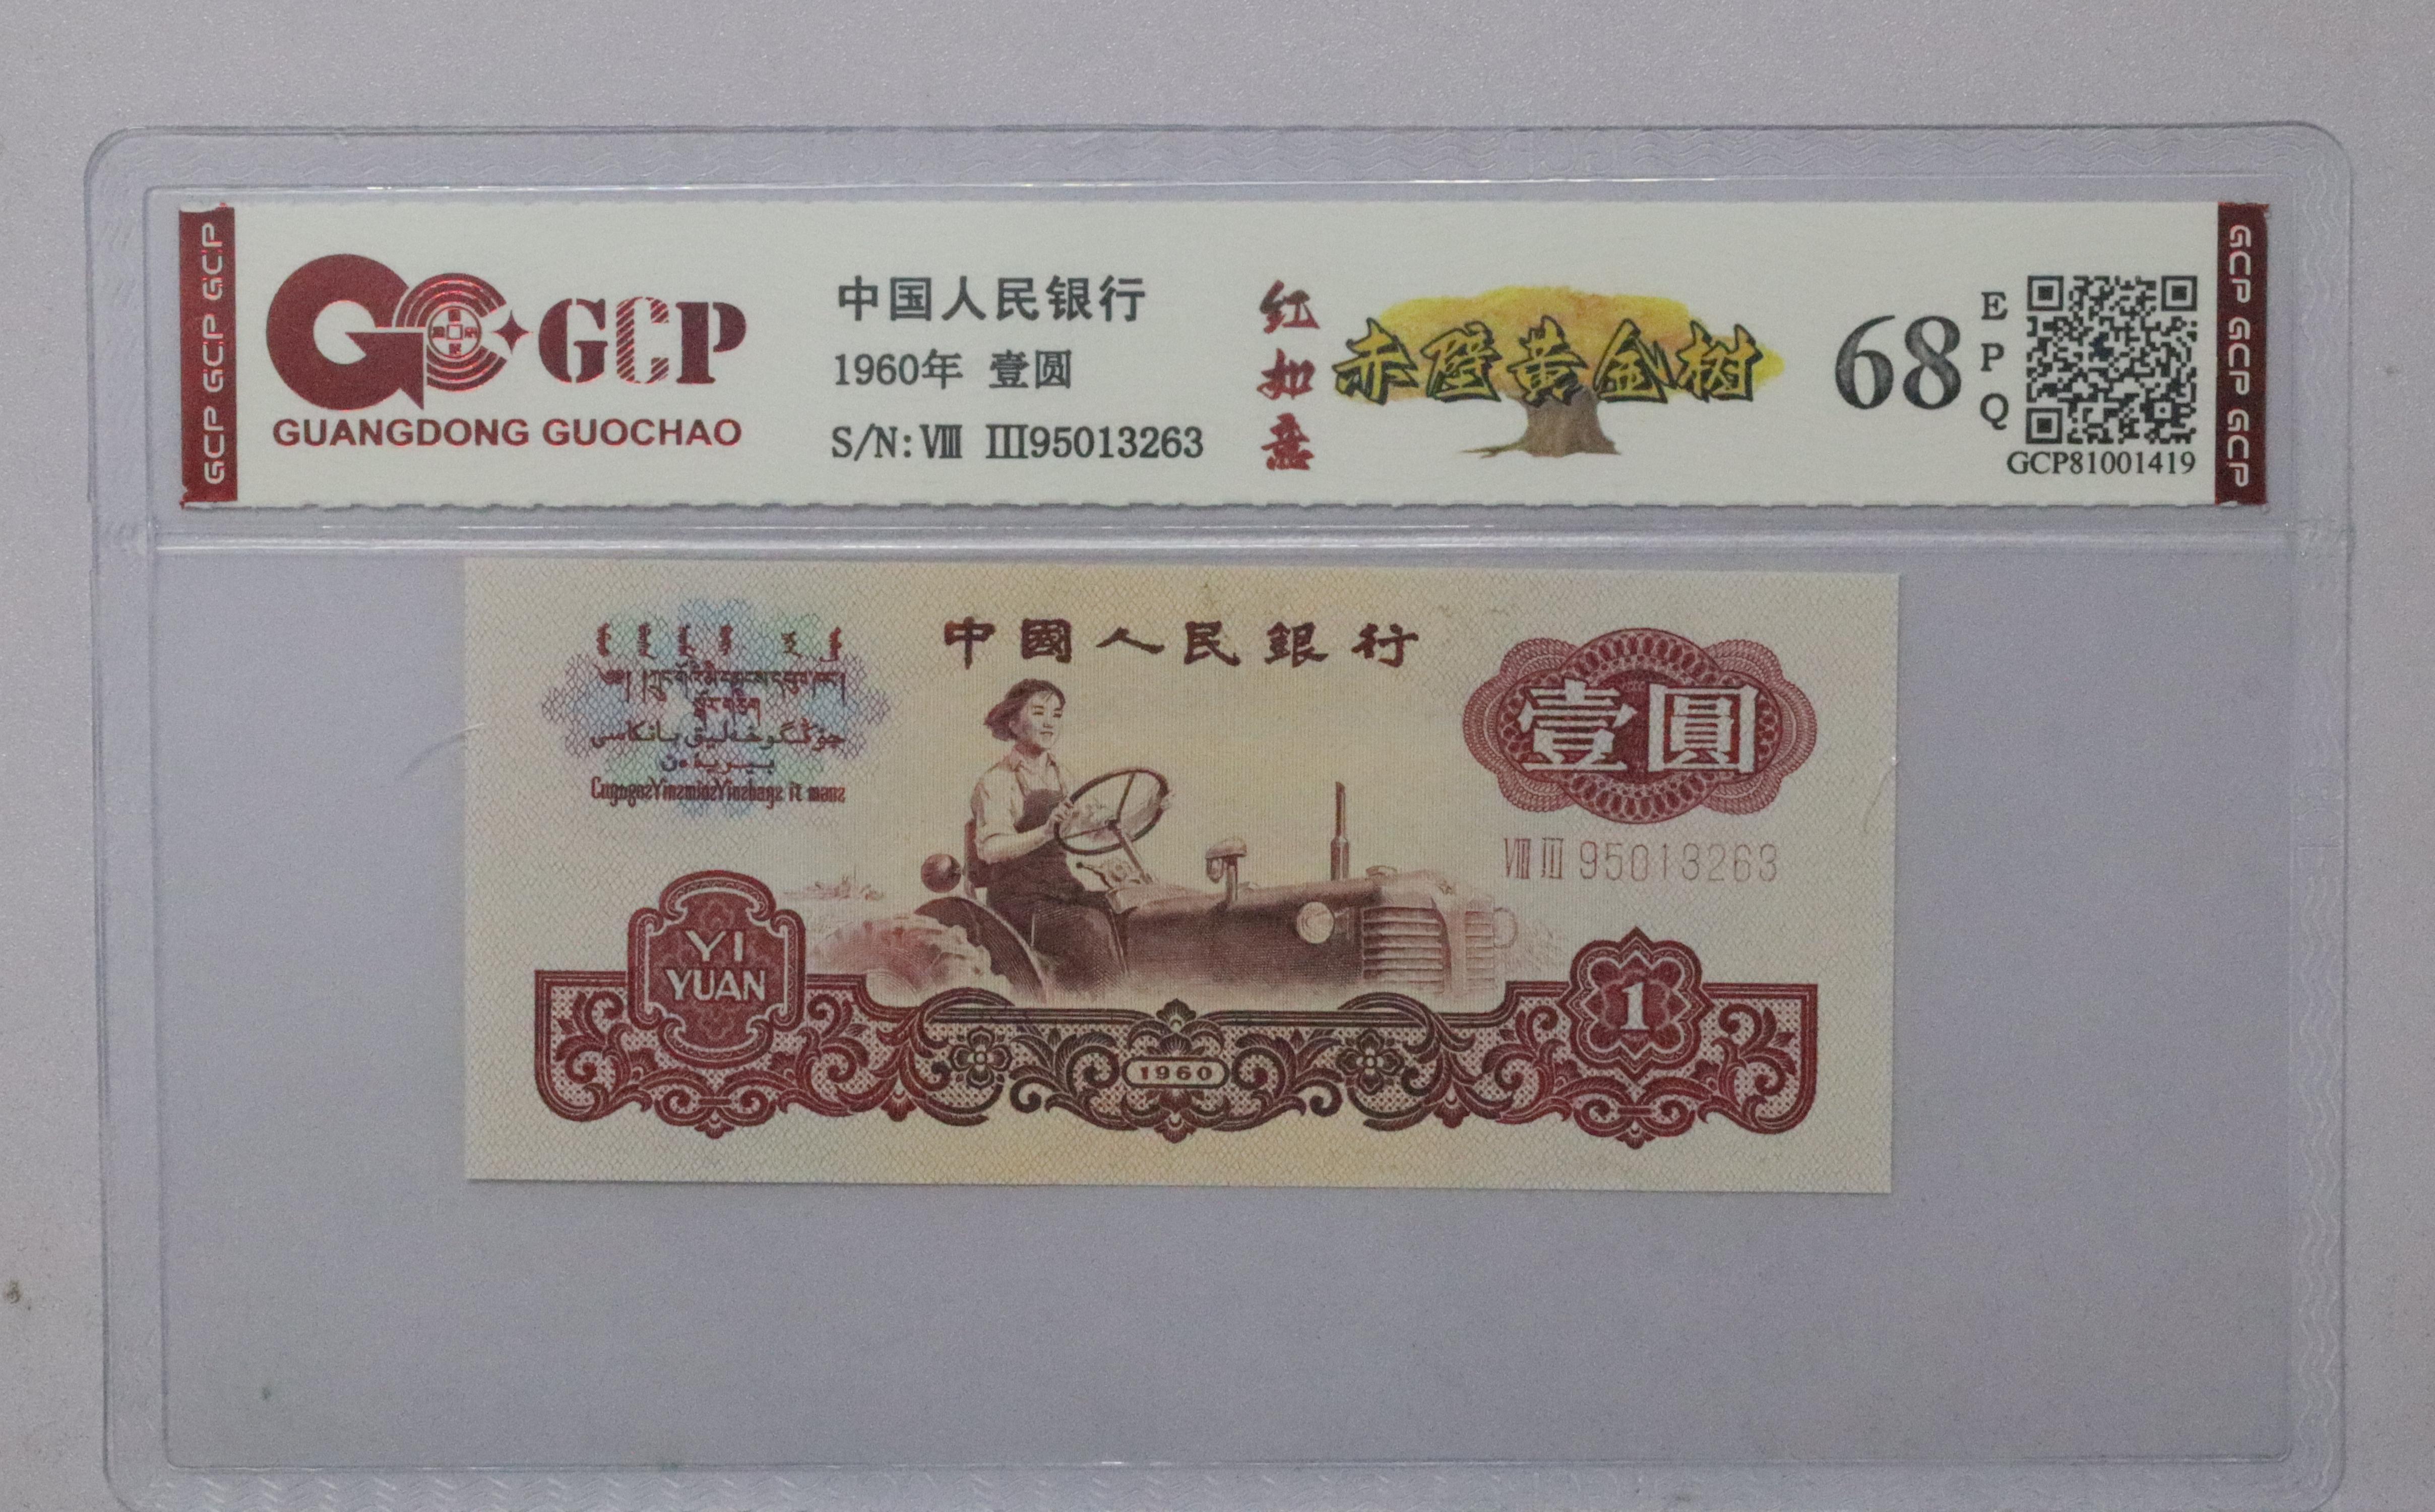 GCP GCP GCP
GCP
GUANGDONG GUOCHAO
中国人民银行
1960年 壹圆
S/N: Ⅷ Ⅲ95013263
红如意
赤壁黄金树
68
EPQ
GCP81001419
GCP GCP GCP
中國人民銀行
壹圓
Ⅷ Ⅲ 95013263
YI
YUAN
1960
1